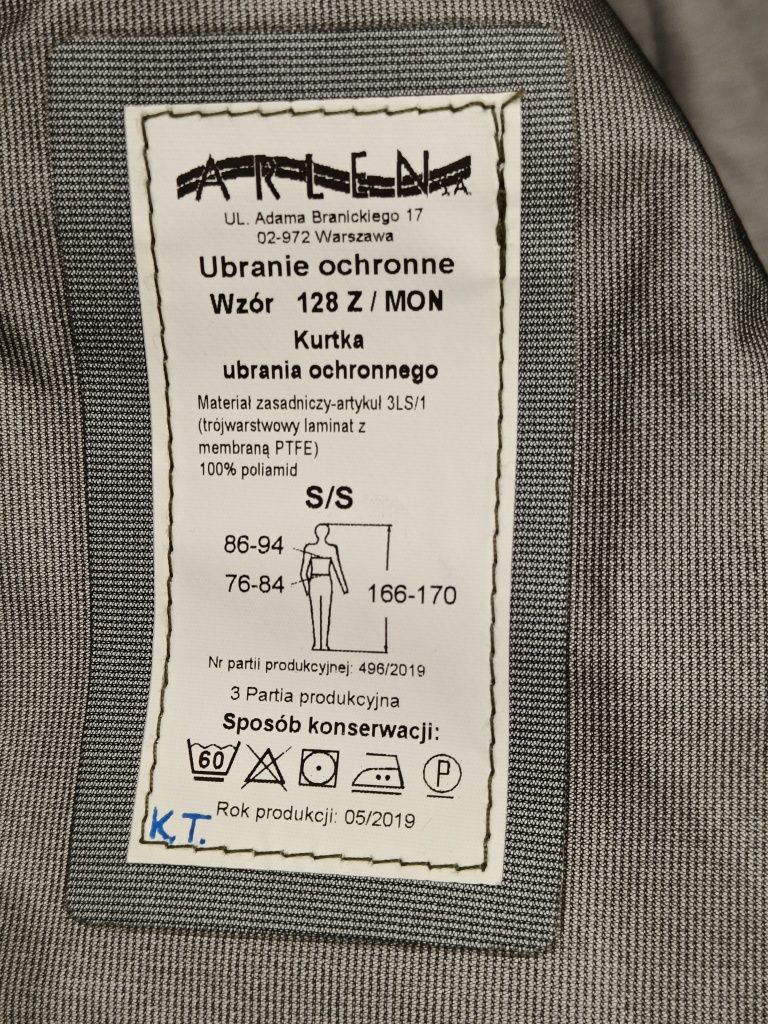 ARLEN S.A.
UL. Adama Branickiego 17
02-972 Warszawa
Ubranie ochronne
Wzór 128 Z / MON
Kurtka
ubrania ochronnego
Materiał zasadniczy-artykuł 3LS/1
(trójwarstwowy laminat z
membraną PTFE)
100% poliamid
S/S
86-94
76-84
166-170
Nr partii produkcyjnej: 496/2019
3 Partia produkcyjna
Sposób konserwacji:
60 P
Rok produkcji: 05/2019
K.T.